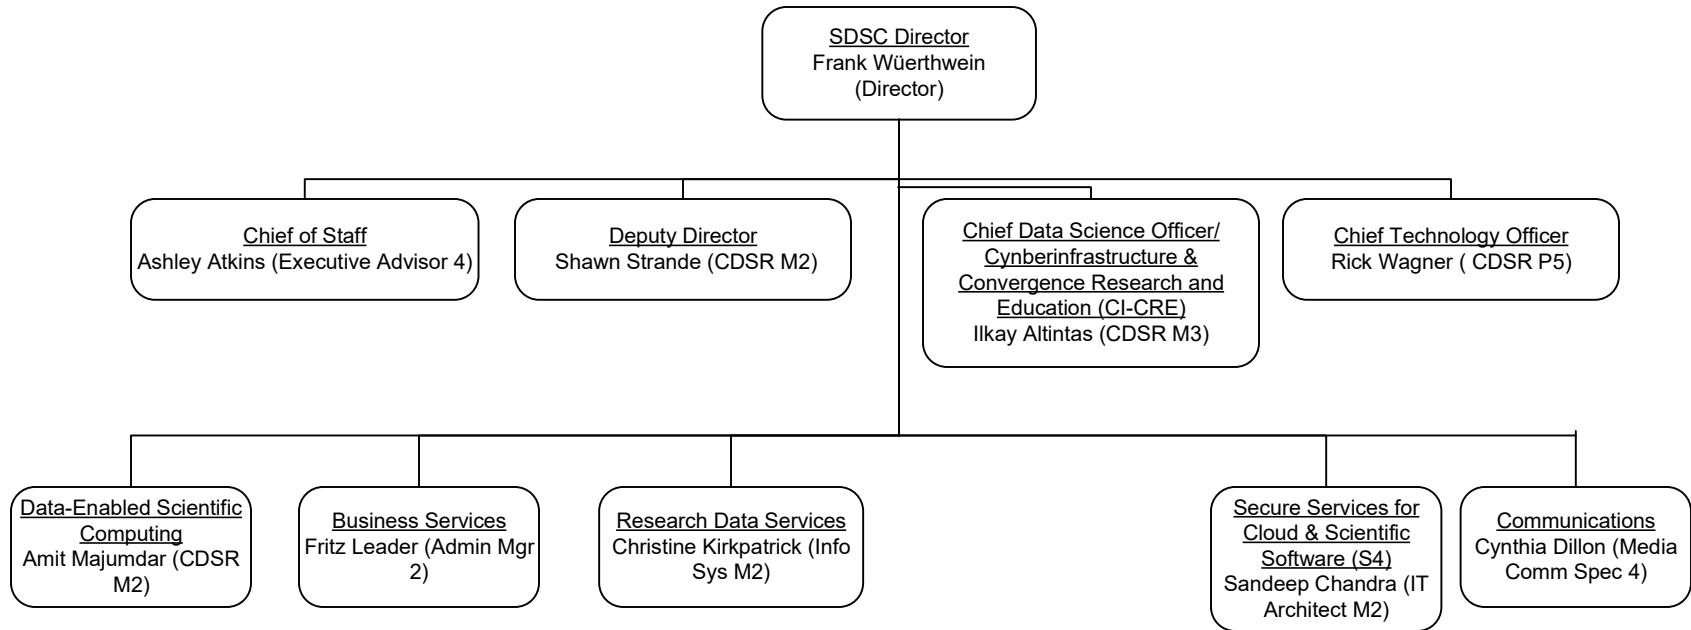 SDSC Director
Frank Wüerthwein
(Director)
Chief of Staff
Ashley Atkins (Executive Advisor 4)
Deputy Director
Shawn Strande (CDSR M2)
Chief Data Science Officer/
Cynberinfrastructure &
Convergence Research and
Education (CI-CRE)
Ilkay Altintas (CDSR M3)
Chief Technology Officer
Rick Wagner ( CDSR P5)
Data-Enabled Scientific
Computing
Amit Majumdar (CDSR
M2)
Business Services
Fritz Leader (Admin Mgr
2)
Research Data Services
Christine Kirkpatrick (Info
Sys M2)
Secure Services for
Cloud & Scientific
Software (S4)
Sandeep Chandra (IT
Architect M2)
Communications
Cynthia Dillon (Media
Comm Spec 4)